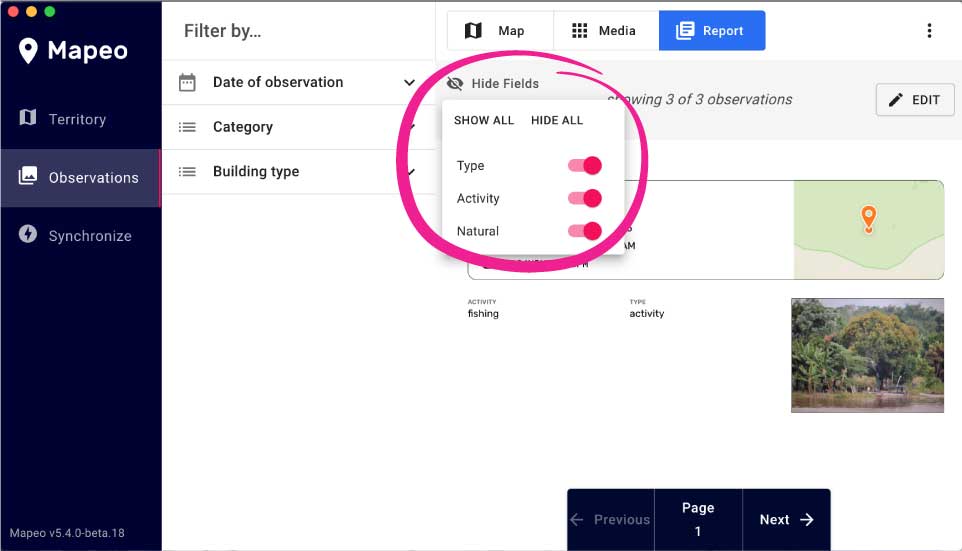 Mapeo
Territory
Observations
Synchronize
Mapeo v5.4.0-beta.18
Filter by...
Date of observation
Category
Building type
Map
Media
Report
Hide Fields
showing 3 of 3 observations
EDIT
SHOW ALL HIDE ALL
Type
Activity
Natural
AM
ACTIVITY
fishing
TYPE
activity
Previous
Page
1
Next